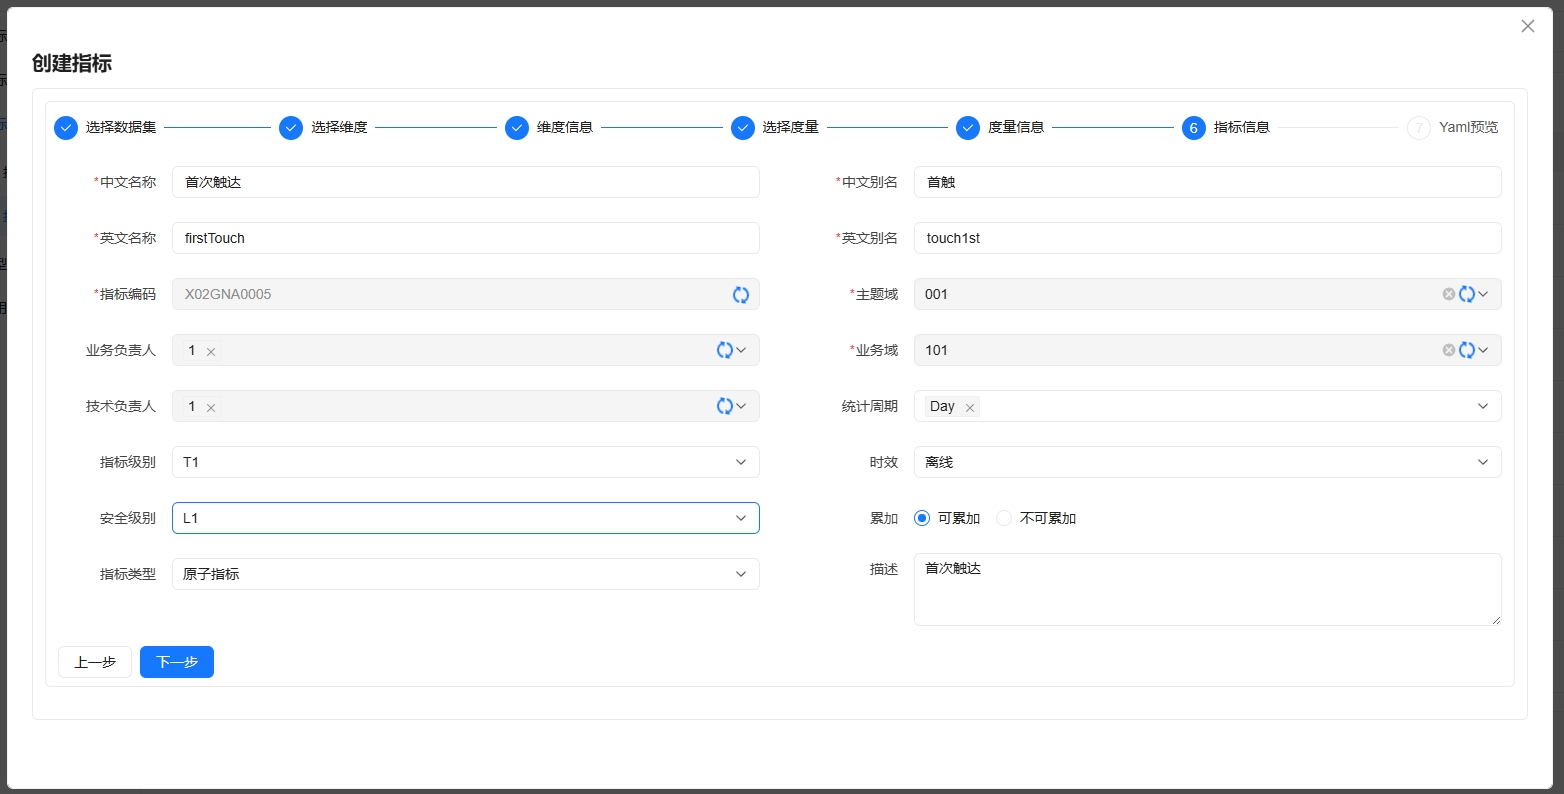 创建指标
选择数据集 选择维度 维度信息 选择度量 度量信息 6 指标信息 7 Yaml预览
*中文名称 首次触达 *中文别名 首触
*英文名称 firstTouch *英文别名 touch1st
*指标编码 X02GNA0005 *主题域 001
业务负责人 1 *业务域 101
技术负责人 1 统计周期 Day
指标级别 T1 时效 离线
安全级别 L1 累加 可累加 不可累加
指标类型 原子指标 描述 首次触达
上一步 下一步